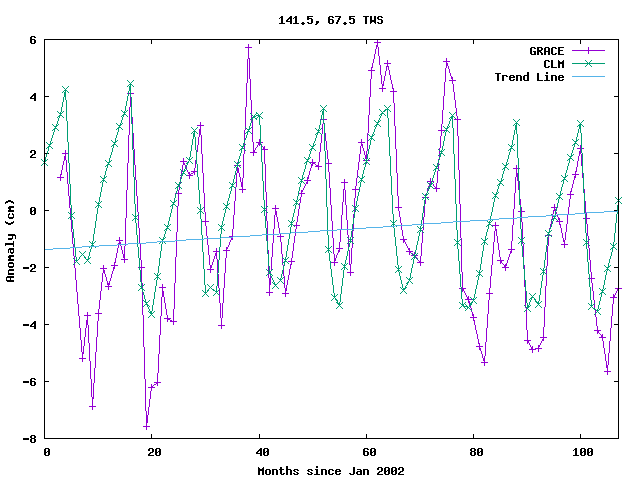 141.5, 67.5 TWS
GRACE
CLM
Trend Line
6
4
2
0
-2
-4
-6
-8
Anomaly (cm)
0 20 40 60 80 100
Months since Jan 2002